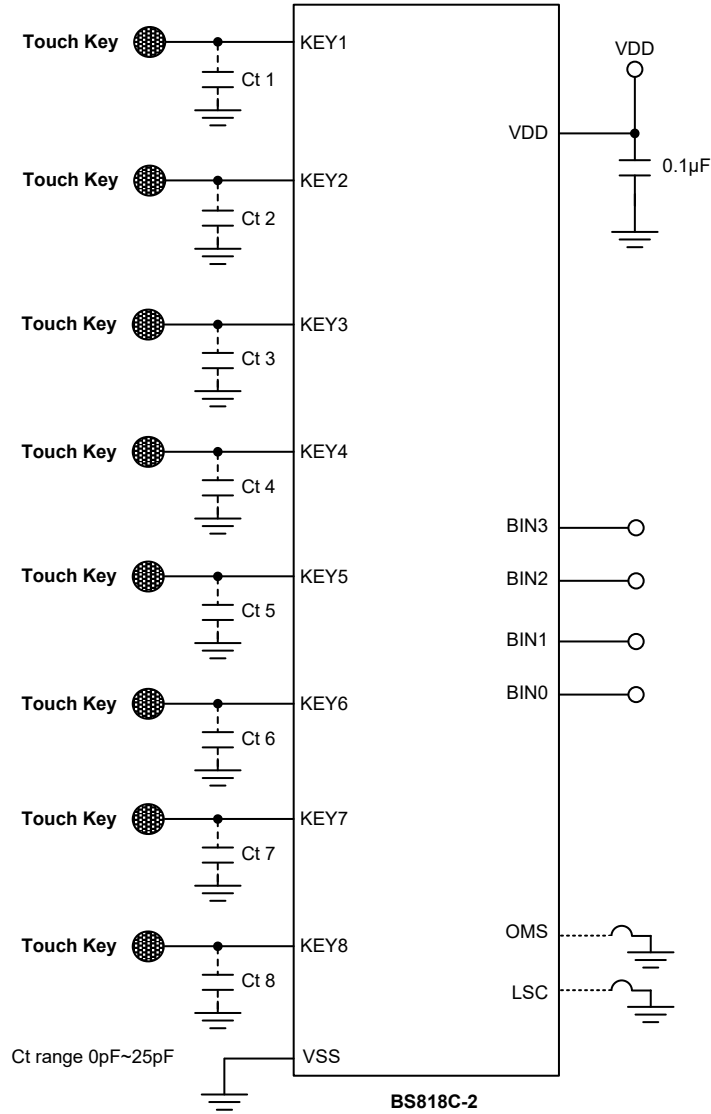 Touch Key
KEY1
VDD
Ct 1
VDD
0.1µF
Touch Key
KEY2
Ct 2
Touch Key
KEY3
Ct 3
Touch Key
KEY4
Ct 4
BIN3
Touch Key
KEY5
BIN2
Ct 5
BIN1
BIN0
Touch Key
KEY6
Ct 6
Touch Key
KEY7
Ct 7
OMS
Touch Key
KEY8
Ct 8
LSC
Ct range 0pF~25pF
VSS
BS818C-2